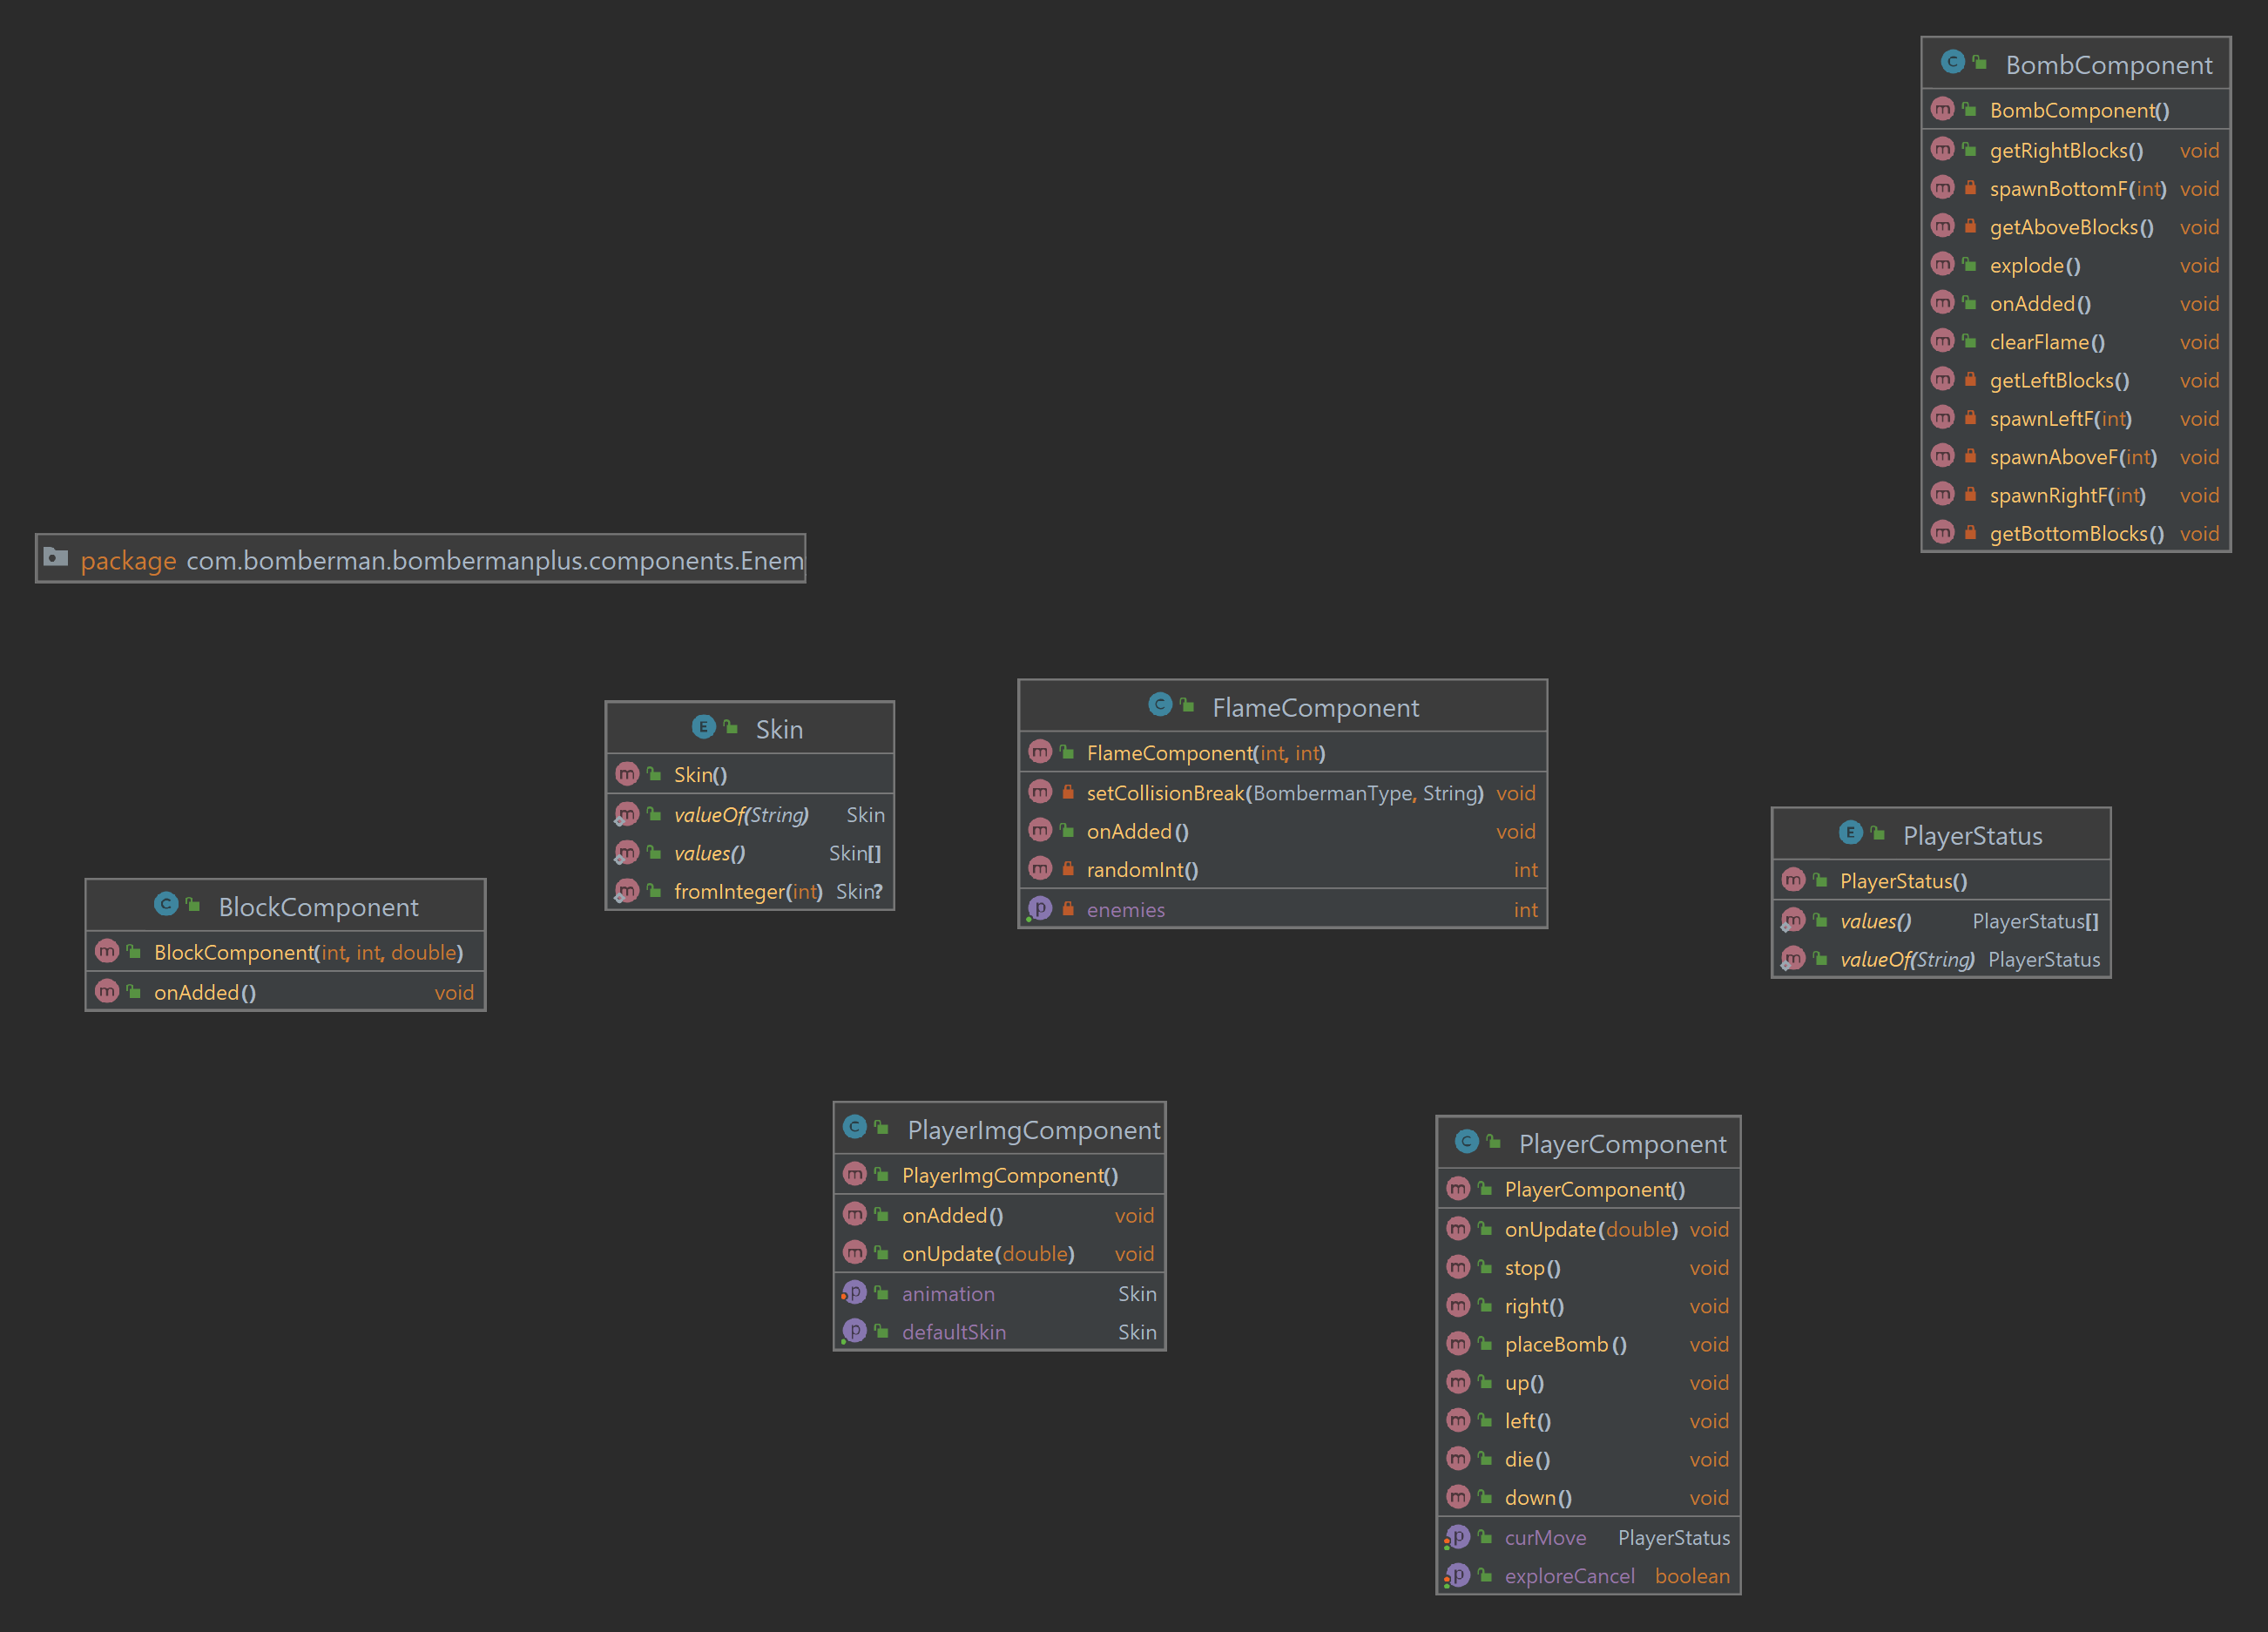 BombComponent
BombComponent()
getRightBlocks() void
spawnBottomF(int) void
getAboveBlocks() void
explode() void
onAdded() void
clearFlame() void
getLeftBlocks() void
spawnLeftF(int) void
spawnAboveF(int) void
spawnRightF(int) void
getBottomBlocks() void
package com.bomberman.bombermanplus.components.Enem
Skin
Skin()
valueOf(String) Skin
values() Skin[]
fromInteger(int) Skin?
FlameComponent
FlameComponent(int, int)
setCollisionBreak(BombermanType, String) void
onAdded() void
randomInt() int
enemies int
PlayerStatus
PlayerStatus()
values() PlayerStatus[]
valueOf(String) PlayerStatus
BlockComponent
BlockComponent(int, int, double)
onAdded() void
PlayerImgComponent
PlayerImgComponent()
onAdded() void
onUpdate(double) void
animation Skin
defaultSkin Skin
PlayerComponent
PlayerComponent()
onUpdate(double) void
stop() void
right() void
placeBomb() void
up() void
left() void
die() void
down() void
curMove PlayerStatus
exploreCancel boolean